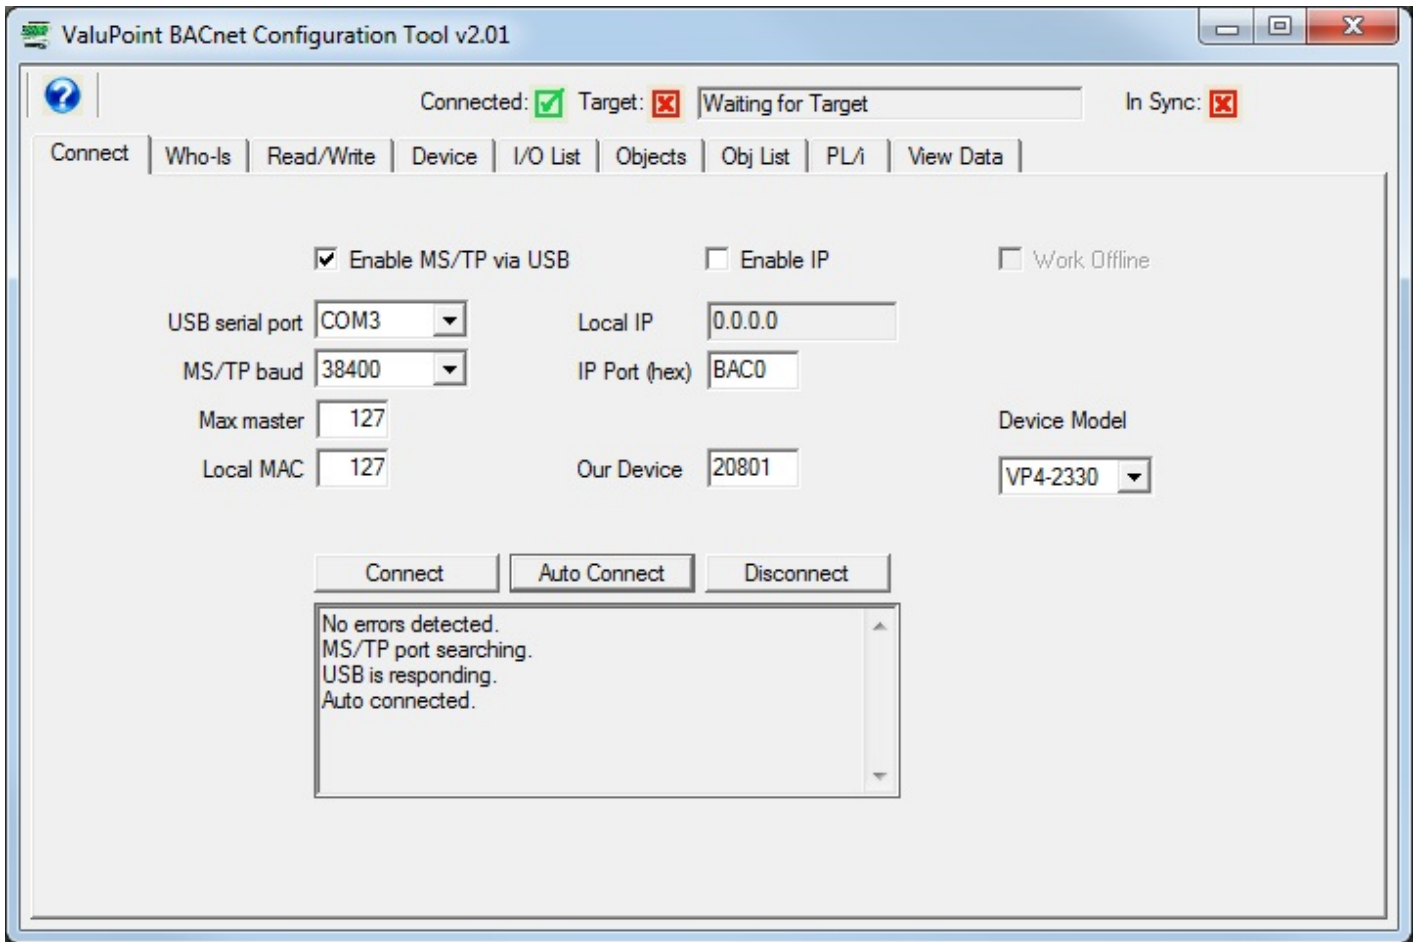 ValuPoint BACnet Configuration Tool v2.01
Connected: Target: Waiting for Target In Sync:
Connect Who-Is Read/Write Device I/O List Objects Obj List PL/i View Data
Enable MS/TP via USB Enable IP Work Offline
USB serial port COM3 Local IP 0.0.0.0
MS/TP baud 38400 IP Port (hex) BAC0
Max master 127 Device Model
Local MAC 127 Our Device 20801 VP4-2330
Connect Auto Connect Disconnect
No errors detected.
MS/TP port searching.
USB is responding.
Auto connected.